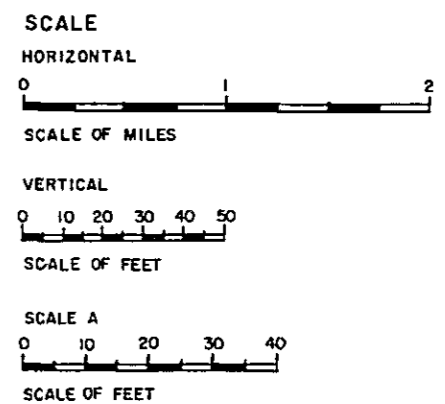 SCALE
HORIZONTAL
0 1 2
SCALE OF MILES
VERTICAL
0 10 20 30 40 50
SCALE OF FEET
SCALE A
0 10 20 30 40
SCALE OF FEET